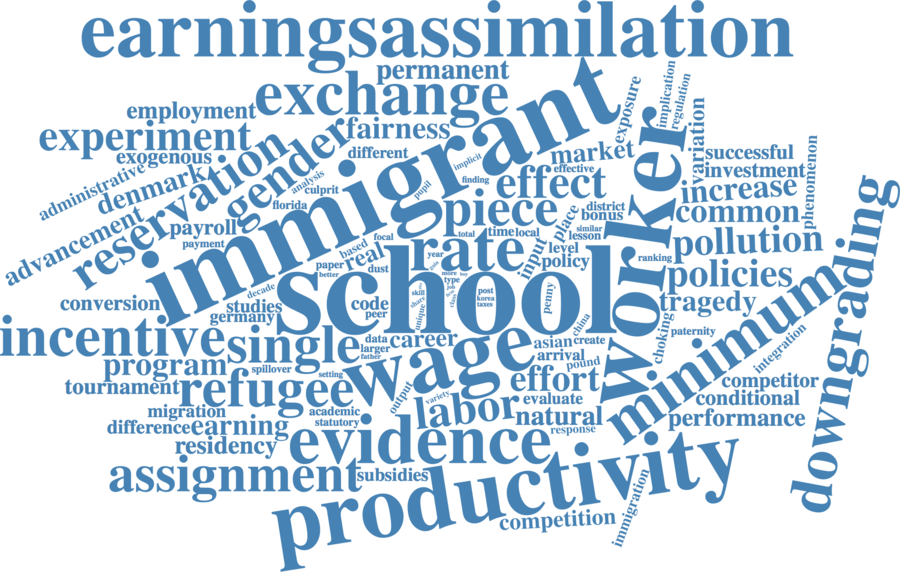 earningsassimilation
permanent
exchange
employment
experiment
fairness
gender
immigrant
exposure
implication
regulation
variation
worker
exogenous
different
market
successful
phenomenon
administrative
denmark
reservation
analysis
culprit
pupil
implicit
finding
effective
effect
investment
increase
advancement
florida
piece
place
district
bonus
common
payroll
payment
focal
total
time
local
similar
lesson
downgrading
based
real
rate
input
level
policy
pollution
paper
better
dust
year
ranking
policies
decade
school
more
type
job
skill
share
unique
class
post
korea
taxes
penny
conversion
studies
germany
code
peer
tragedy
minimum
incentive
single
data
larger
father
career
china
asian
create
arrival
pound
choking
paternity
integration
program
spillover
setting
wage
tournament
refugee
output
variety
labor
effort
evaluate
competitor
conditional
migration
academic
statutory
natural
response
performance
difference
earning
residency
evidence
assignment
subsidies
productivity
competition
immigration